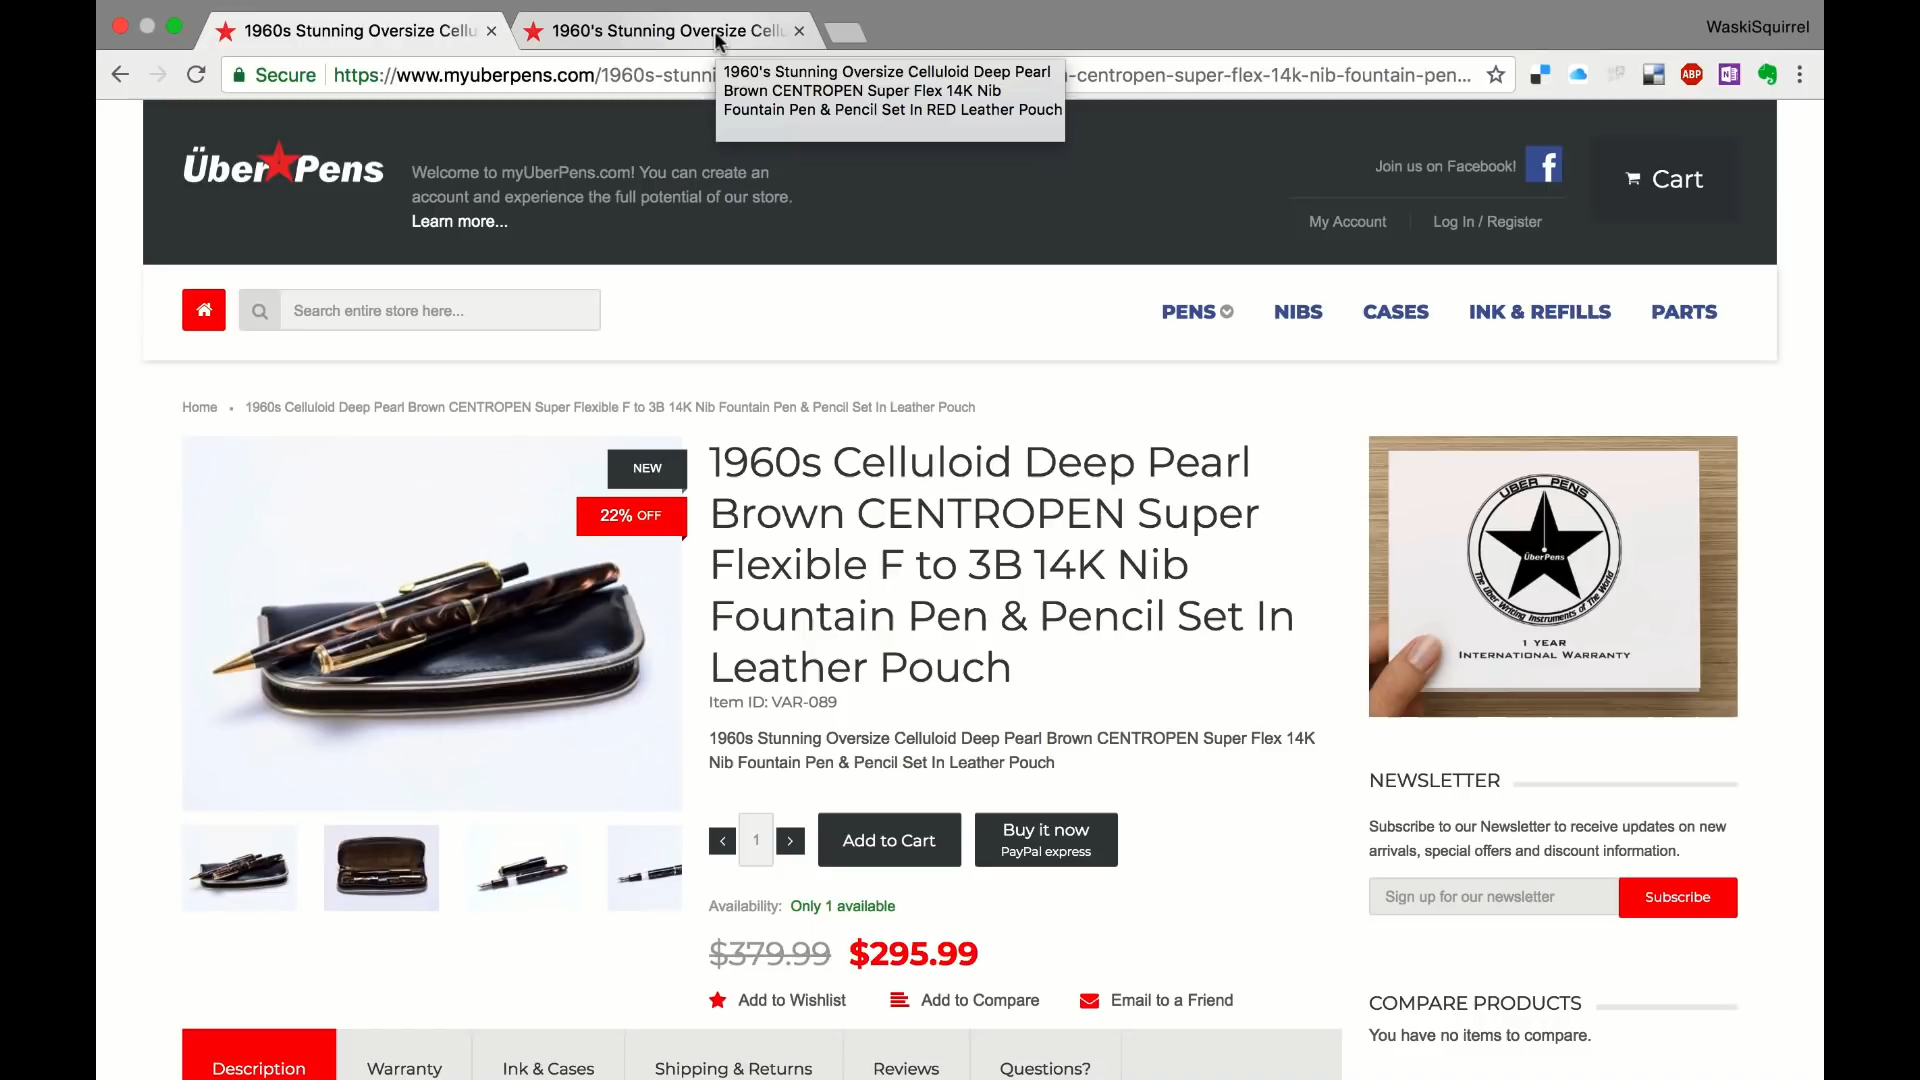 1960s Stunning Oversize Cellu
1960's Stunning Oversize Cellu
WaskiSquirrel
Secure
https://www.myuberpens.com/1960s-stunni
-centropen-super-flex-14k-nib-fountain-pen...
ABP
1960's Stunning Oversize Celluloid Deep Pearl
Brown CENTROPEN Super Flex 14K Nib
Fountain Pen & Pencil Set In RED Leather Pouch
Über Pens
Welcome to myUberPens.com! You can create an
account and experience the full potential of our store.
Learn more...
Join us on Facebook!
Cart
My Account
Log In / Register
Search entire store here...
PENS
NIBS
CASES
INK & REFILLS
PARTS
Home
1960s Celluloid Deep Pearl Brown CENTROPEN Super Flexible F to 3B 14K Nib Fountain Pen & Pencil Set In Leather Pouch
NEW
22% OFF
1960s Celluloid Deep Pearl
Brown CENTROPEN Super
Flexible F to 3B 14K Nib
Fountain Pen & Pencil Set In
Leather Pouch
Item ID: VAR-089
1960s Stunning Oversize Celluloid Deep Pearl Brown CENTROPEN Super Flex 14K
Nib Fountain Pen & Pencil Set In Leather Pouch
1
Add to Cart
Buy it now
PayPal express
Availability: Only 1 available
$379.99 $295.99
Add to Wishlist
Add to Compare
Email to a Friend
Description
Warranty
Ink & Cases
Shipping & Returns
Reviews
Questions?
UBER PENS
ÜberPens
The Uber Writing Instruments of The World
1 YEAR
INTERNATIONAL WARRANTY
NEWSLETTER
Subscribe to our Newsletter to receive updates on new
arrivals, special offers and discount information.
Sign up for our newsletter
Subscribe
COMPARE PRODUCTS
You have no items to compare.